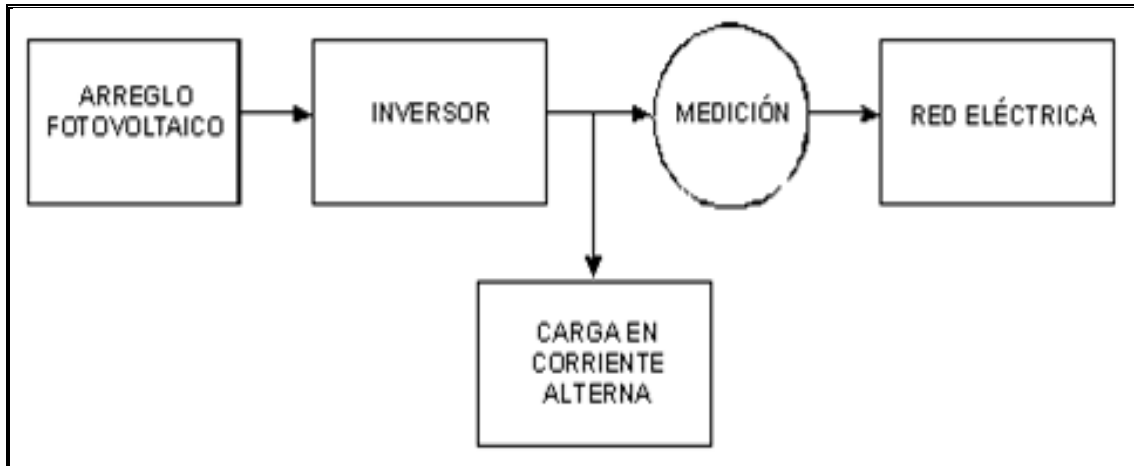 ARREGLO
FOTOVOLTAICO
INVERSOR
MEDICIÓN
RED ELÉCTRICA
CARGA EN
CORRIENTE
ALTERNA